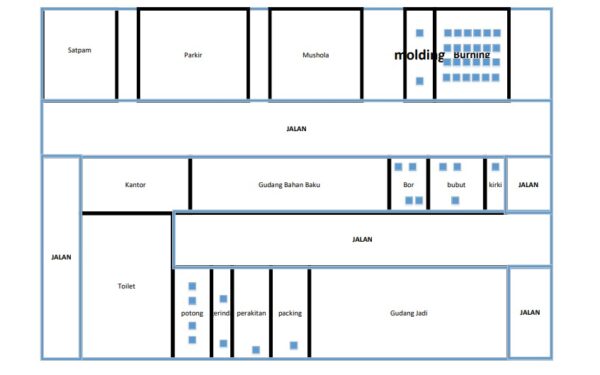 Satpam
Parkir
Mushola
molding
Burning
JALAN
Kantor
Gudang Bahan Baku
Bor
bubut
kirki
JALAN
JALAN
JALAN
Toilet
potong
perakitan
packing
Gudang Jadi
JALAN